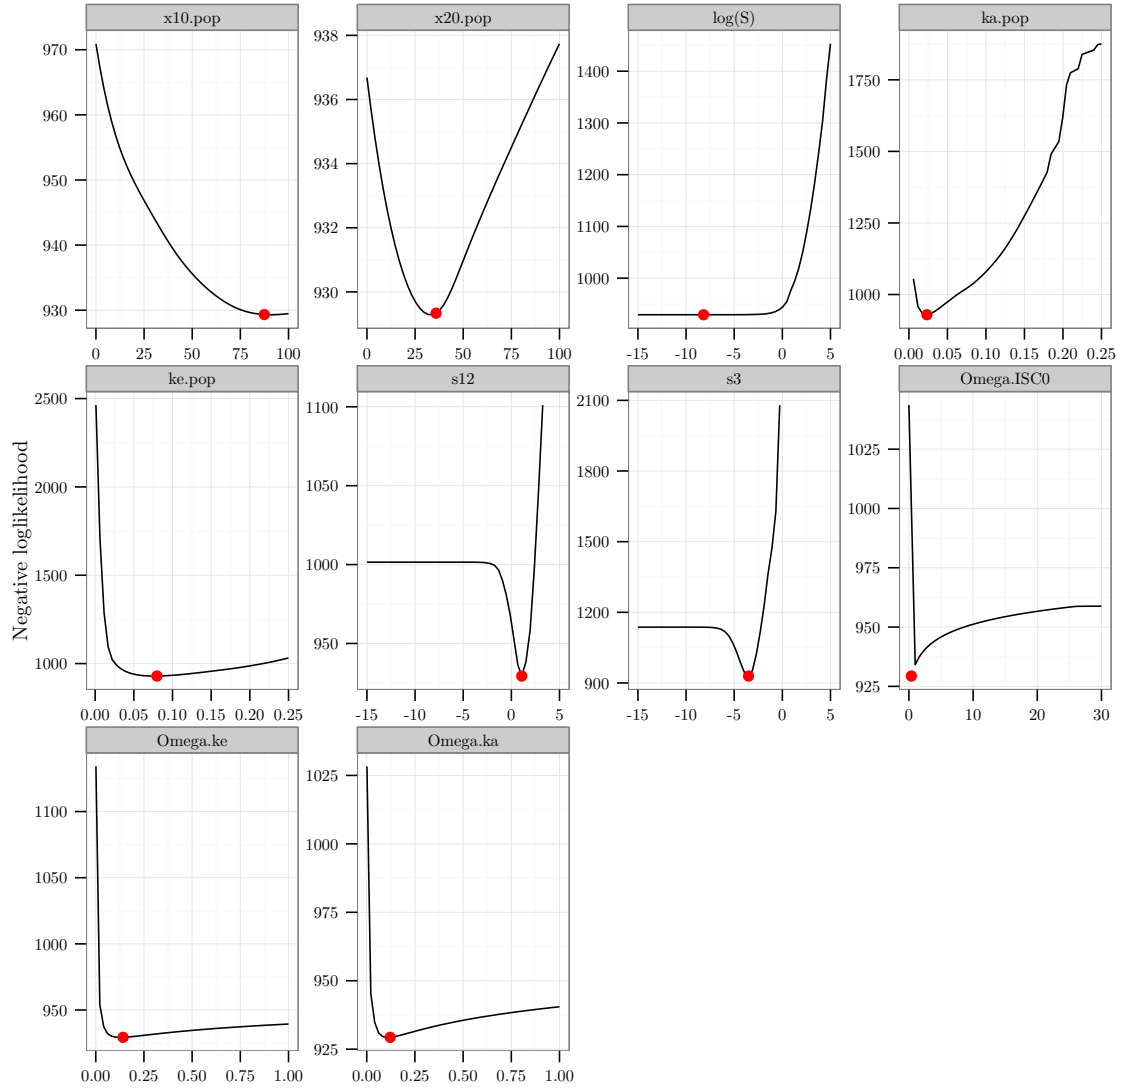 x10.pop x20.pop log(S) ka.pop
970 960 950 940 930
938 936 934 932 930
1400 1300 1200 1100 1000
1750 1500 1250 1000
0 25 50 75 100
0 25 50 75 100
-15 -10 -5 0 5
0.00 0.05 0.10 0.15 0.20 0.25
ke.pop s12 s3 Omega.ISC0
Negative loglikelihood
2500 2000 1500 1000
1100 1050 1000 950
2100 1800 1500 1200 900
1025 1000 975 950 925
0.00 0.05 0.10 0.15 0.20 0.25
-15 -10 -5 0 5
-15 -10 -5 0 5
0 10 20 30
Omega.ke Omega.ka
1100 1050 1000 950
1025 1000 975 950 925
0.00 0.25 0.50 0.75 1.00
0.00 0.25 0.50 0.75 1.00